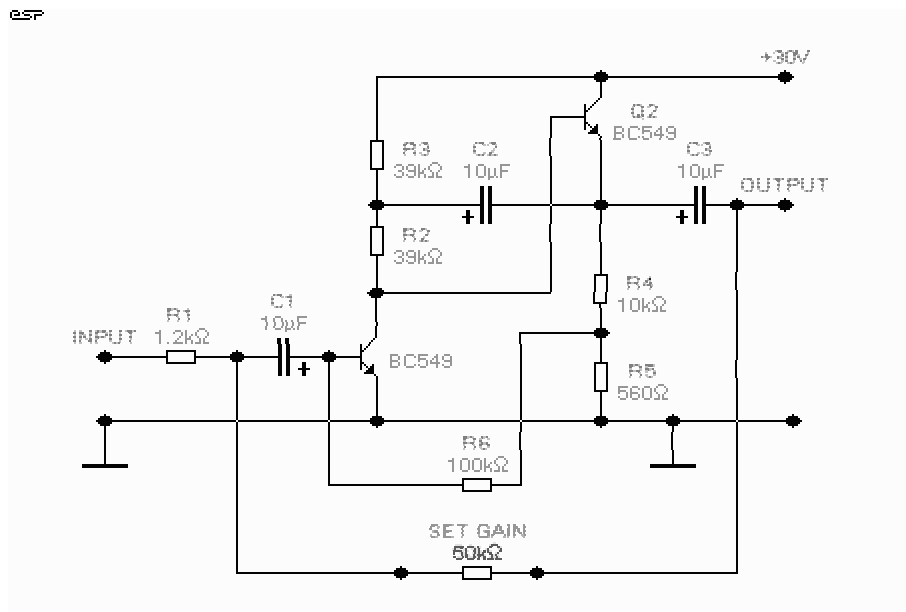 esp
+30V
Q2
BC549
R3
39kΩ
C2
10µF
C3
10µF
OUTPUT
R2
39kΩ
R4
10kΩ
C1
10µF
R1
1.2kΩ
INPUT
BC549
R5
560Ω
R6
100kΩ
SET GAIN
50kΩ
+
+
+